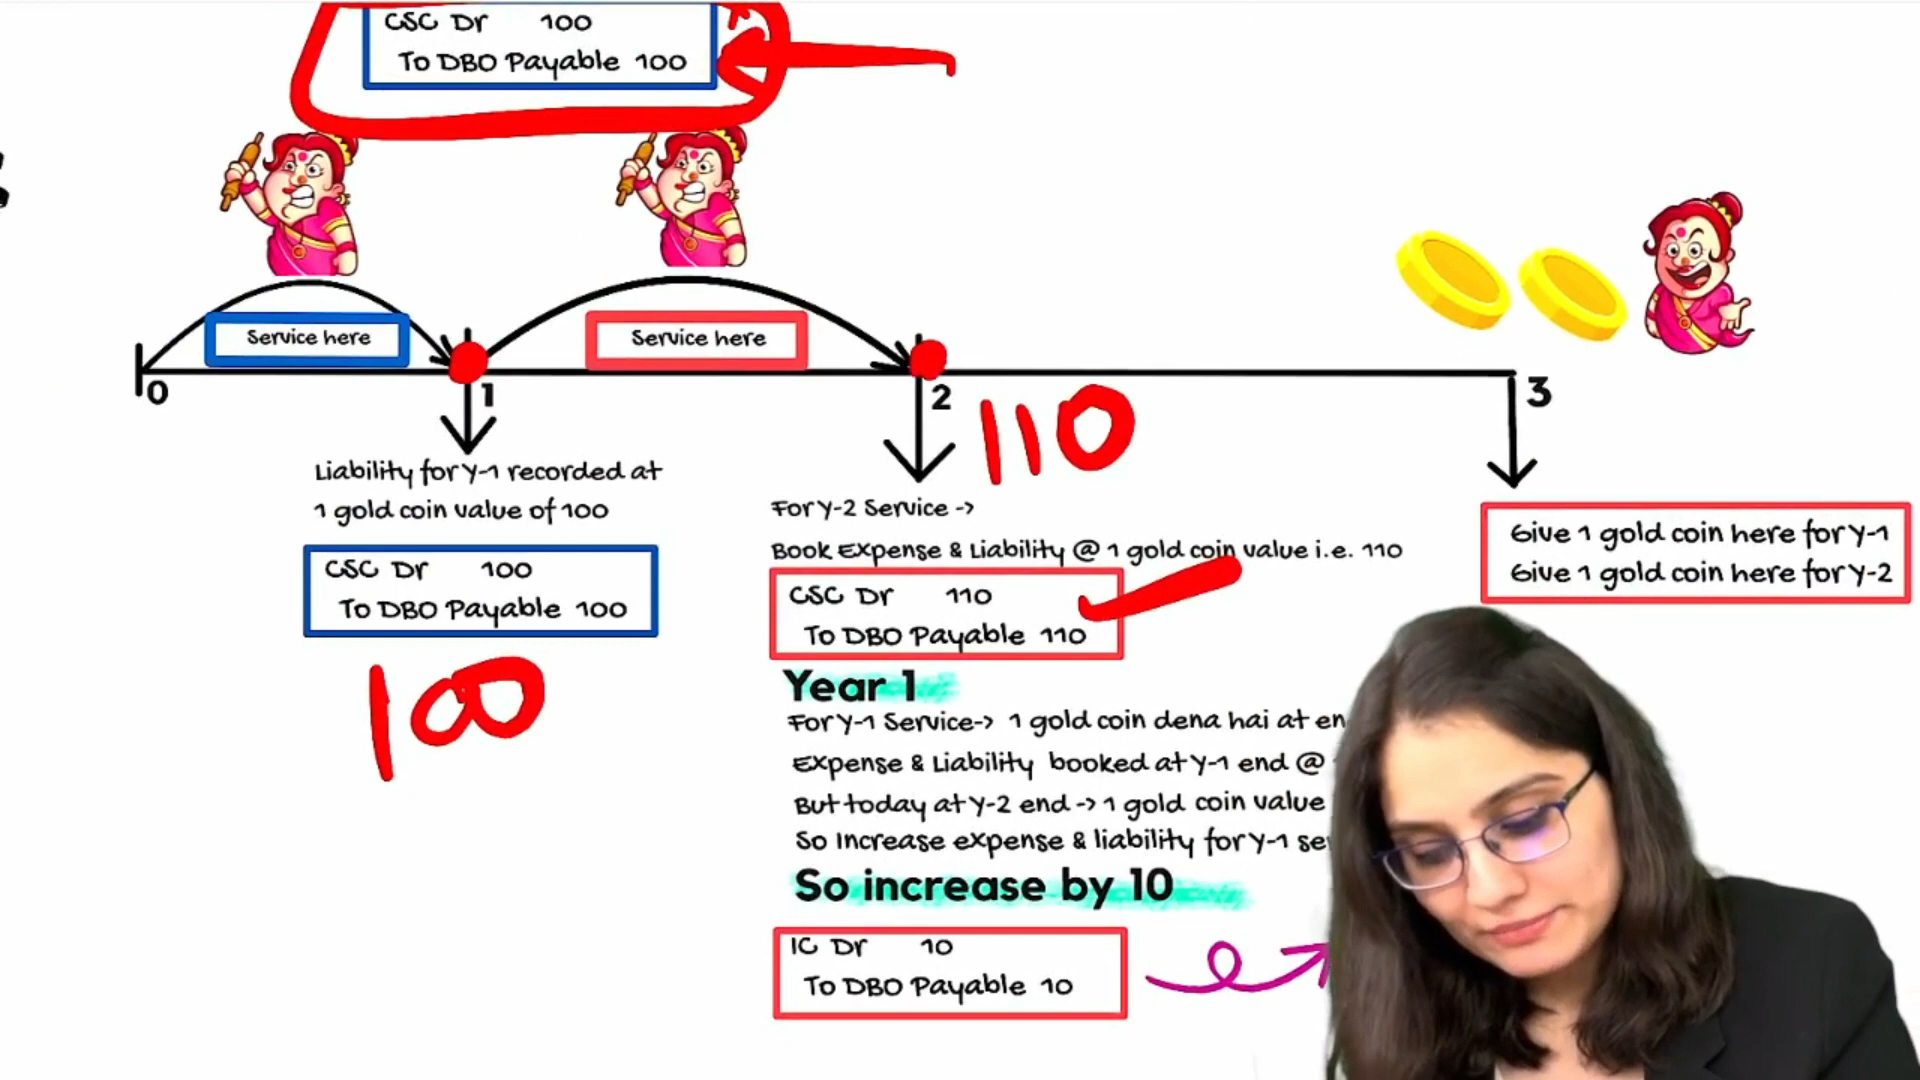 CSC Dr 100
To DBO Payable 100
Service here
Service here
0
1
2
3
110
Liability for Y-1 recorded at
1 gold coin value of 100
CSC Dr 100
To DBO Payable 100
100
For Y-2 Service ->
Book Expense & Liability @ 1 gold coin value i.e. 110
CSC Dr 110
To DBO Payable 110
Year 1
For Y-1 Service-> 1 gold coin dena hai at
Expense & Liability booked at Y-1 end @
But today at Y-2 end -> 1 gold coin value
So Increase expense & liability for Y-1
So increase by 10
IC Dr 10
To DBO Payable 10
Give 1 gold coin here for Y-1
Give 1 gold coin here for Y-2